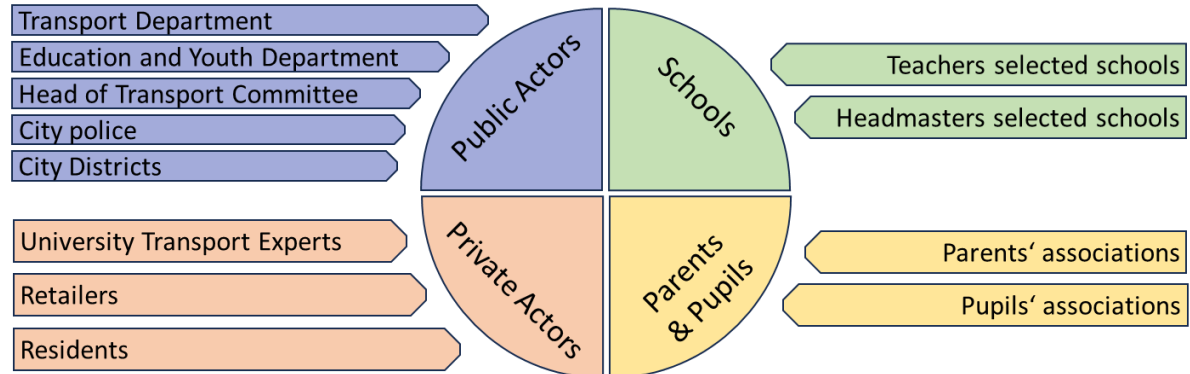 Transport Department
Education and Youth Department
Head of Transport Committee
City police
City Districts
Public Actors
Schools
Teachers selected schools
Headmasters selected schools
University Transport Experts
Retailers
Residents
Private Actors
Parents
& Pupils
Parents‘ associations
Pupils‘ associations